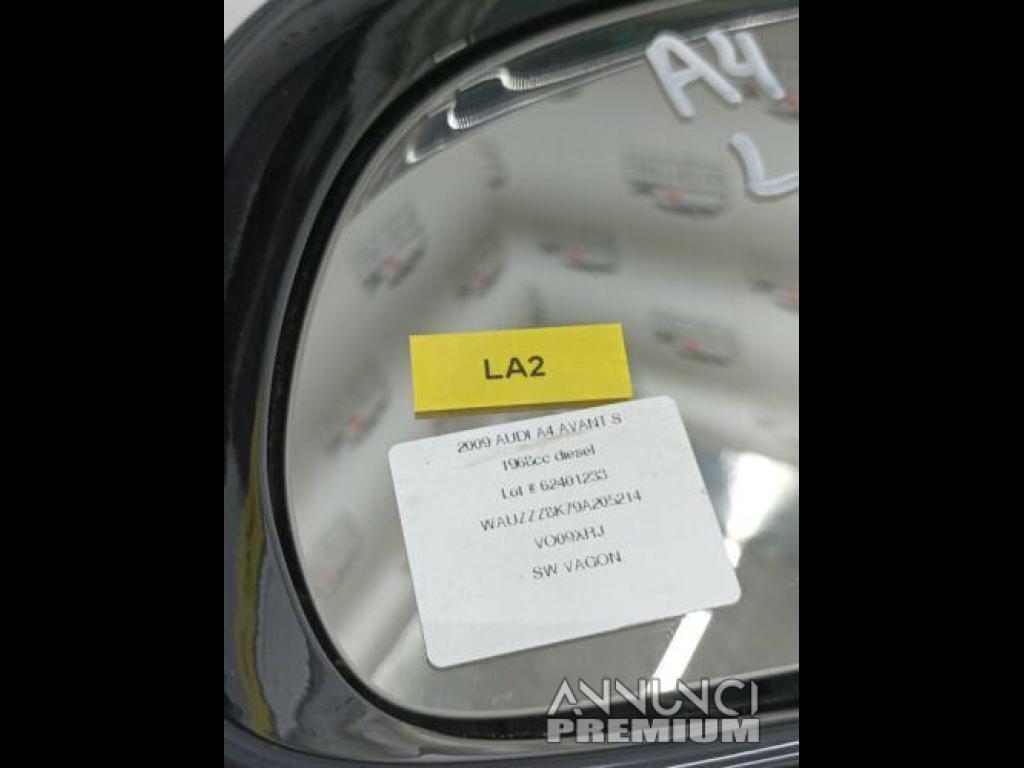 A4
L
LA2
2009 AUDI A4 AVANT S
1968cc diesel
Lot # 62401233
WAUZZZ8K79A205214
VO09XRJ
SW VAGON
ANNUNCI
PREMIUM